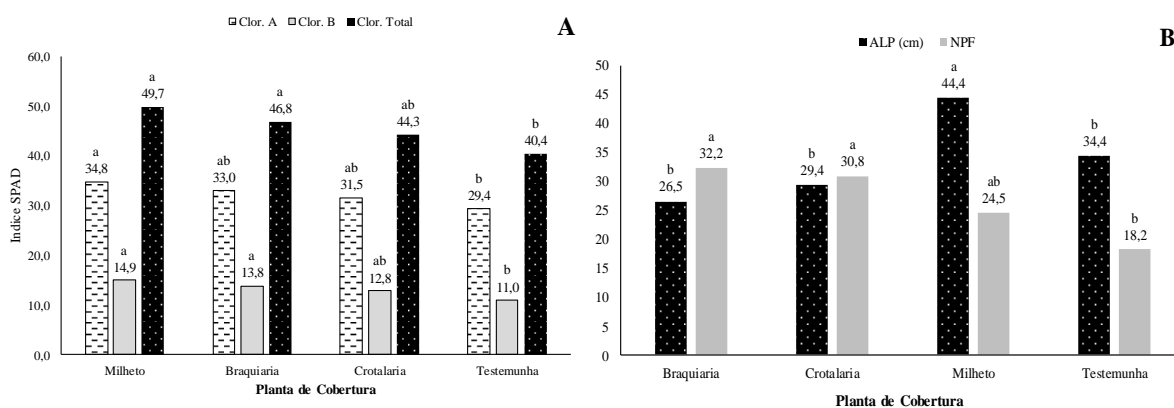 Clor. A Clor. B Clor. Total
A
60,0
50,0
40,0
30,0
20,0
10,0
0,0
Indice SPAD
a
34,8
a
14,9
a
49,7
ab
33,0
a
13,8
a
46,8
ab
31,5
ab
12,8
ab
44,3
b
29,4
b
11,0
b
40,4
Milheto Braquiaria Crotalaria Testemunha
Planta de Cobertura
B
ALP (cm) NPF
50
45
40
35
30
25
20
15
10
5
0
b
26,5
a
32,2
b
29,4
a
30,8
a
44,4
ab
24,5
b
34,4
b
18,2
Braquiaria Crotalaria Milheto Testemunha
Planta de Cobertura